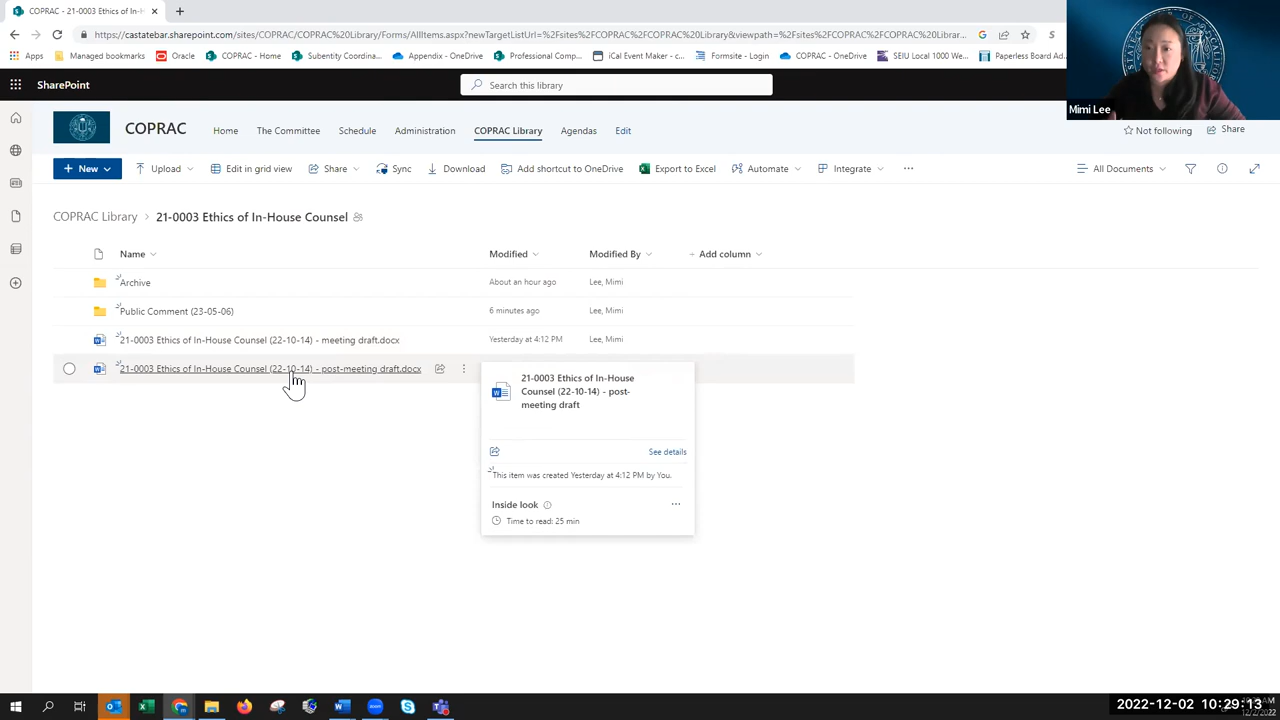 COPRAC - 21-0003 Ethics of In-H
https://castatebar.sharepoint.com/sites/COPRAC/COPRAC%20Library/Forms/AllItems.aspx?newTargetListUrl=%2Fsites%2FCOPRAC%2FCOPRAC%20Library&viewpath=%2Fsites%2FCOPRAC%2FCOPRAC%20Librar...
Apps
Managed bookmarks
Oracle
COPRAC - Home
Subentity Coordina...
Appendix - OneDrive
Professional Comp...
iCal Event Maker - c...
Formsite - Login
COPRAC - OneDrive
SEIU Local 1000 We...
Paperless Board Ad...
Mimi Lee
SharePoint
Search this library
COPRAC
Home
The Committee
Schedule
Administration
COPRAC Library
Agendas
Edit
Not following
Share
New
Upload
Edit in grid view
Share
Sync
Download
Add shortcut to OneDrive
Export to Excel
Automate
Integrate
All Documents
COPRAC Library > 21-0003 Ethics of In-House Counsel
Name
Modified
Modified By
+ Add column
Archive
About an hour ago
Lee, Mimi
Public Comment (23-05-06)
6 minutes ago
Lee, Mimi
21-0003 Ethics of In-House Counsel (22-10-14) - meeting draft.docx
Yesterday at 4:12 PM
Lee, Mimi
21-0003 Ethics of In-House Counsel (22-10-14) - post-meeting draft.docx
21-0003 Ethics of In-House
Counsel (22-10-14) - post-
meeting draft
See details
This item was created Yesterday at 4:12 PM by You.
Inside look
Time to read: 25 min
2022-12-02 10:29:13